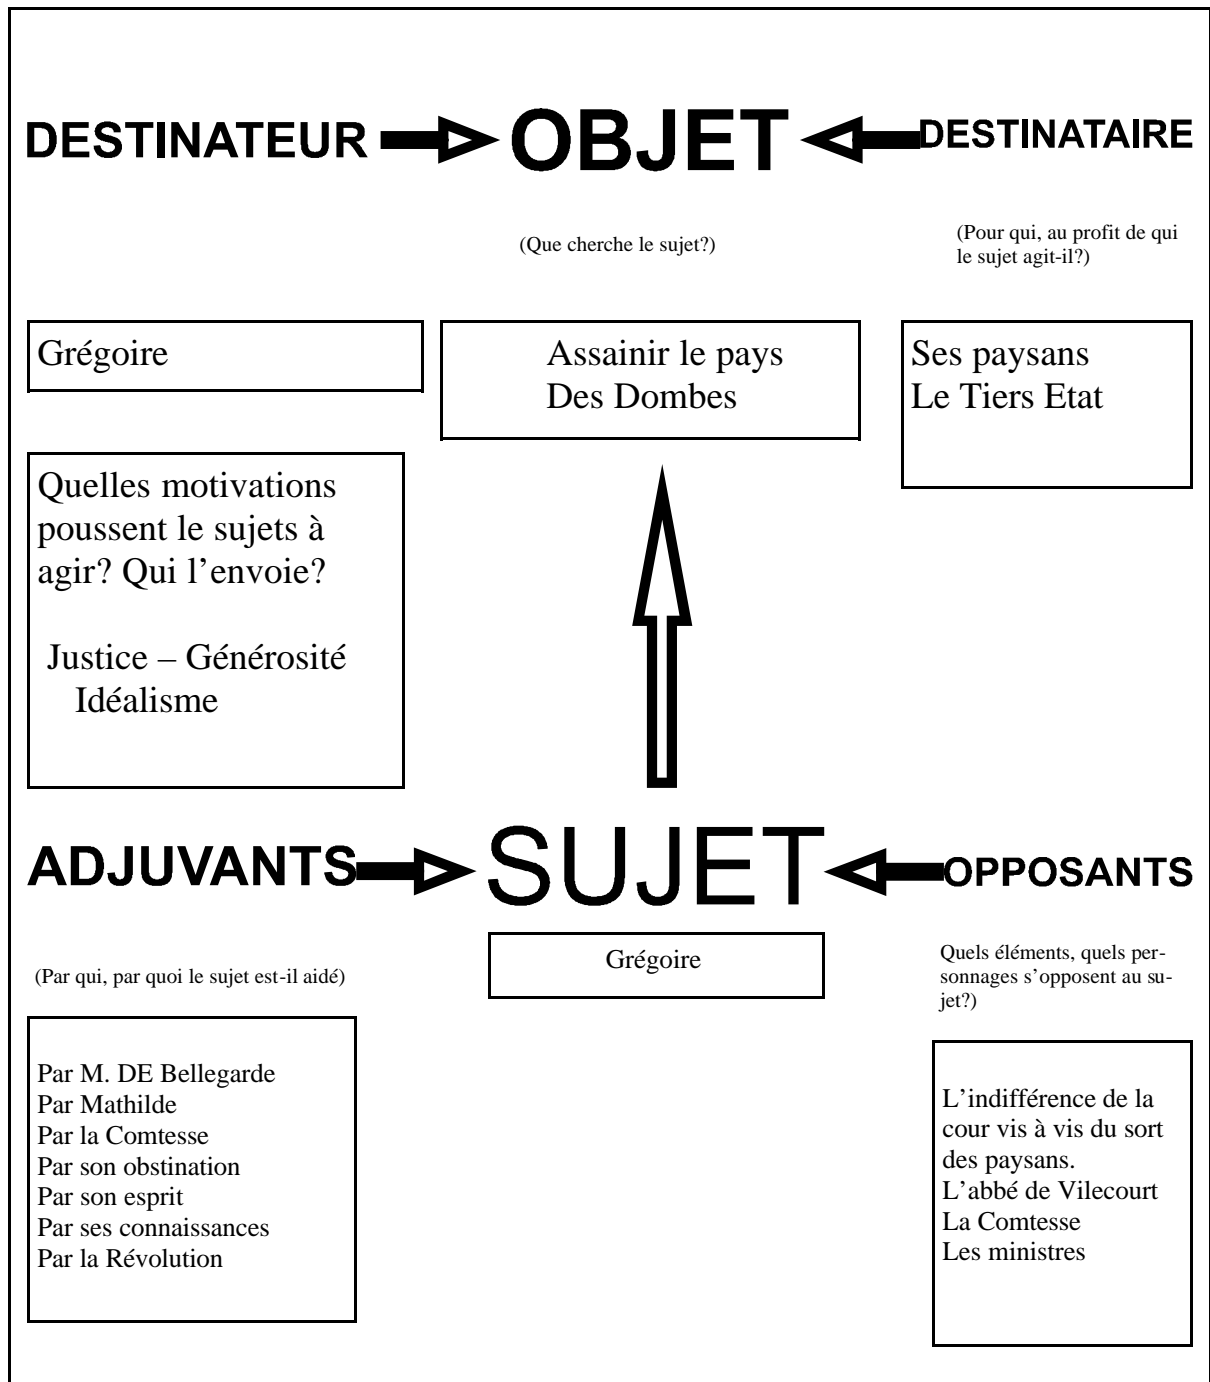 DESTINATEUR
OBJET
DESTINATAIRE
(Que cherche le sujet?)
(Pour qui, au profit de qui
le sujet agit-il?)
Grégoire
Assainir le pays
Des Dombes
Ses paysans
Le Tiers Etat
Quelles motivations
poussent le sujets à
agir? Qui l’envoie?
Justice – Générosité
Idéalisme
ADJUVANTS
SUJET
OPPOSANTS
(Par qui, par quoi le sujet est-il aidé)
Grégoire
Quels éléments, quels per-
sonnages s’opposent au su-
jet?)
Par M. DE Bellegarde
Par Mathilde
Par la Comtesse
Par son obstination
Par son esprit
Par ses connaissances
Par la Révolution
L’indifférence de la
cour vis à vis du sort
des paysans.
L’abbé de Vilecourt
La Comtesse
Les ministres